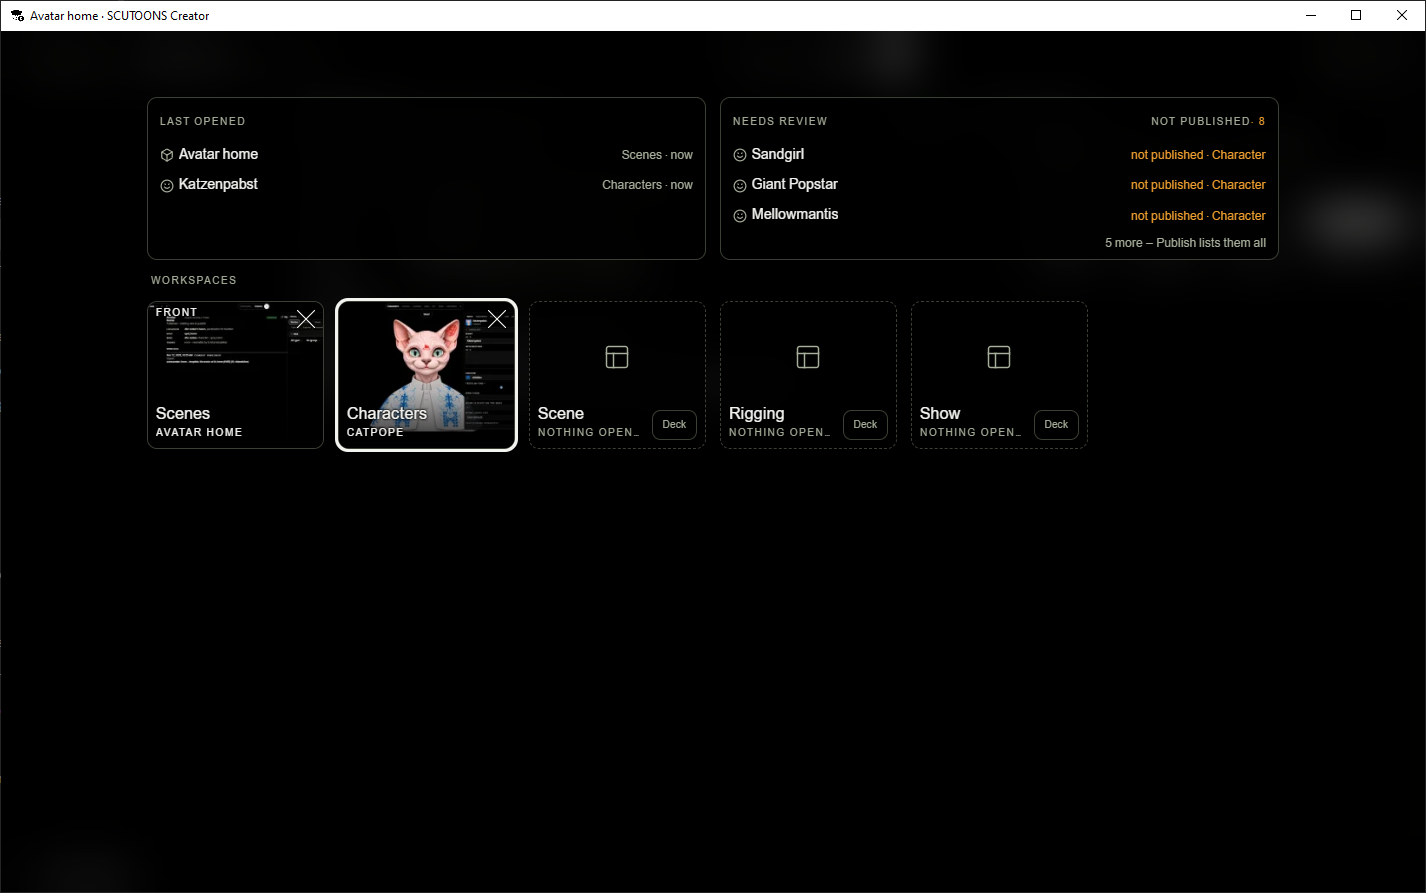 Avatar home · SCUTOONS Creator
LAST OPENED
Avatar home
Scenes · now
Katzenpabst
Characters · now
NEEDS REVIEW
NOT PUBLISHED· 8
Sandgirl
not published · Character
Giant Popstar
not published · Character
Mellowmantis
not published · Character
5 more – Publish lists them all
WORKSPACES
FRONT
Scenes
AVATAR HOME
Characters
CATPOPE
Scene
NOTHING OPEN…
Deck
Rigging
NOTHING OPEN…
Deck
Show
NOTHING OPEN…
Deck